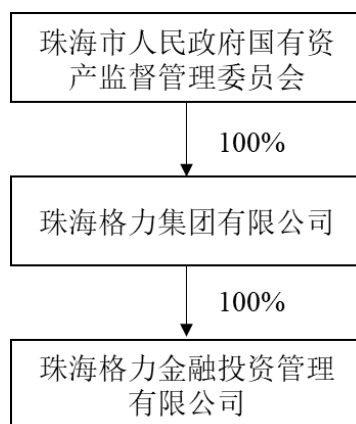 珠海市人民政府国有资
产监督管理委员会
100%
珠海格力集团有限公司
100%
珠海格力金融投资管理
有限公司